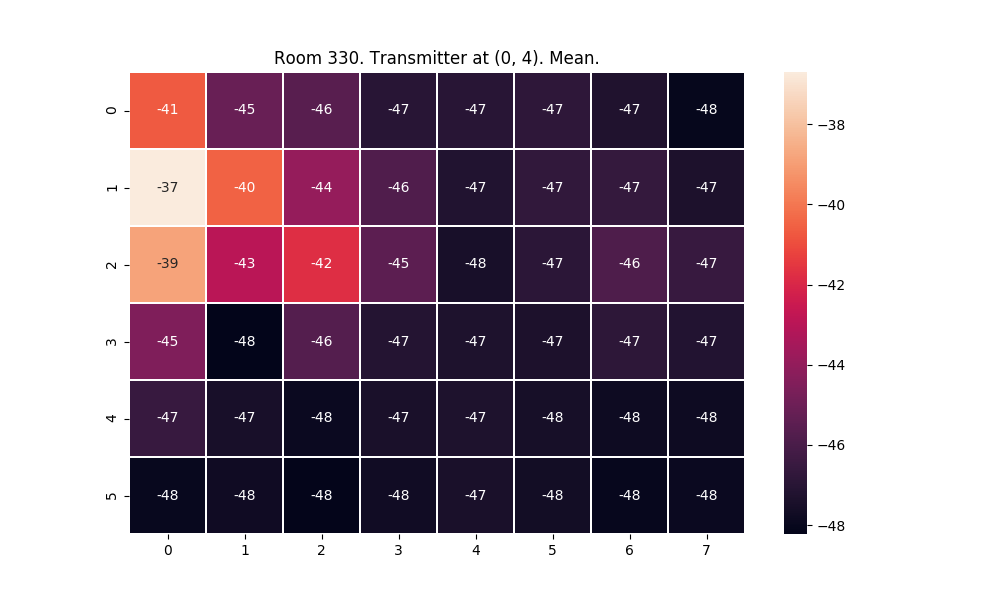 Room 330. Transmitter at (0, 4). Mean.
0 -41 -45 -46 -47 -47 -47 -47 -48
1 -37 -40 -44 -46 -47 -47 -47 -47
2 -39 -43 -42 -45 -48 -47 -46 -47
3 -45 -48 -46 -47 -47 -47 -47 -47
4 -47 -47 -48 -47 -47 -48 -48 -48
5 -48 -48 -48 -48 -47 -48 -48 -48
0 1 2 3 4 5 6 7
−38
−40
−42
−44
−46
−48